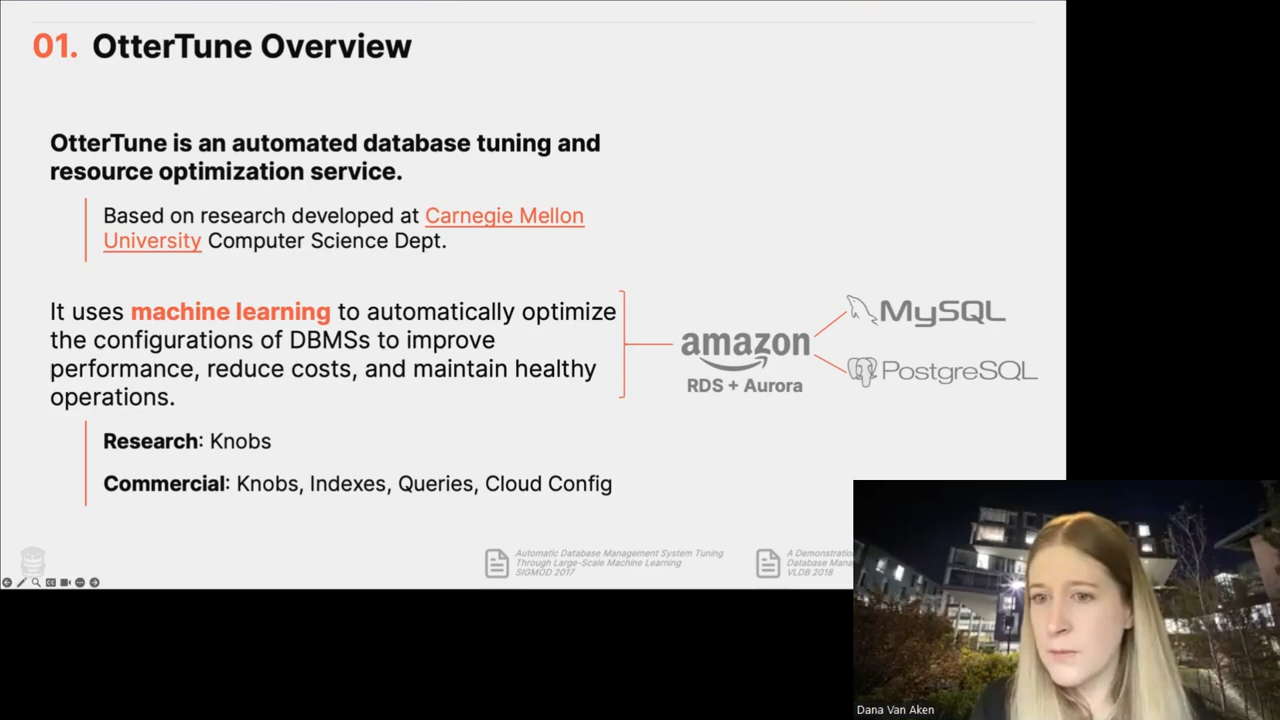 01. OtterTune Overview
OtterTune is an automated database tuning and
resource optimization service.
Based on research developed at Carnegie Mellon
University Computer Science Dept.
It uses machine learning to automatically optimize
the configurations of DBMSs to improve
performance, reduce costs, and maintain healthy
operations.
amazon
RDS + Aurora
MySQL
PostgreSQL
Research: Knobs
Commercial: Knobs, Indexes, Queries, Cloud Config
Automatic Database Management System Tuning
Through Large-Scale Machine Learning
SIGMOD 2017
A Demonstration
Database Mana
VLDB 2018
Dana Van Aken